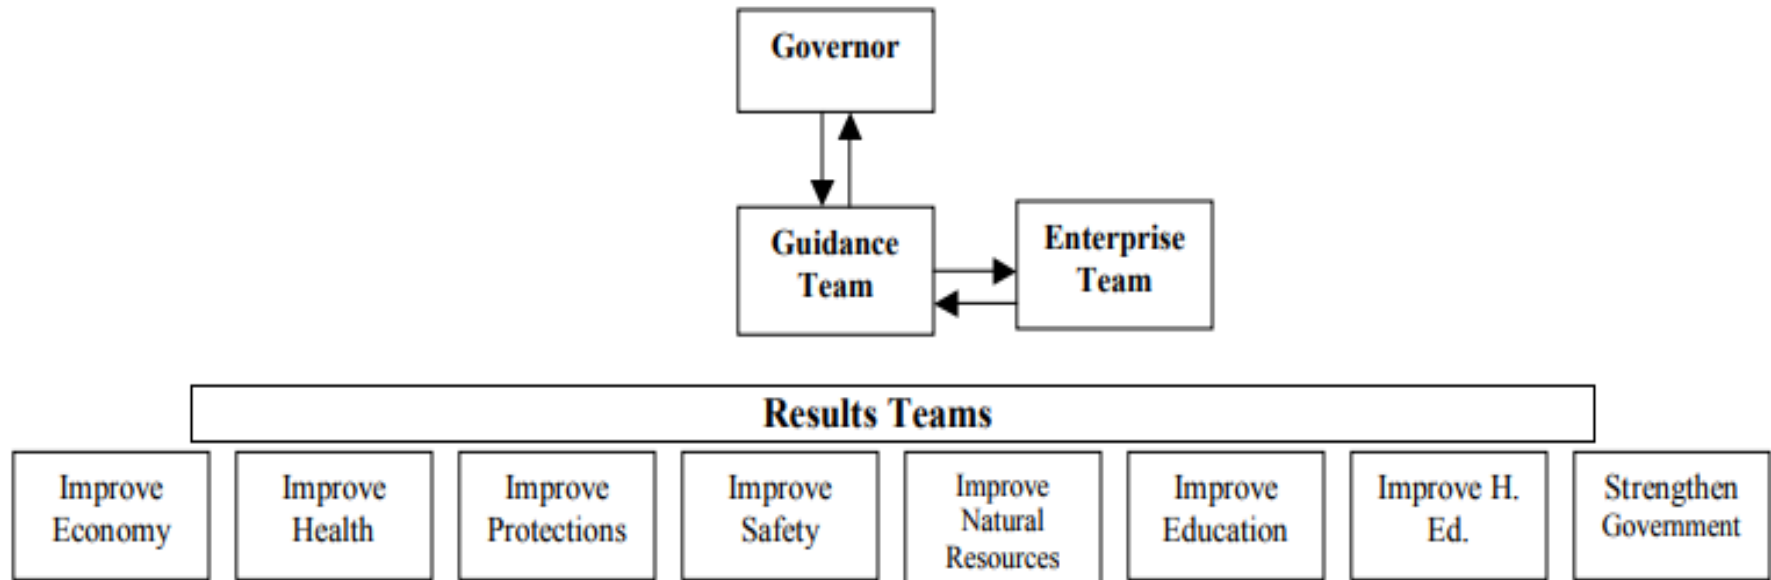 Governor
Guidance
Team
Enterprise
Team
Results Teams
Improve
Economy
Improve
Health
Improve
Protections
Improve
Safety
Improve
Natural
Resources
Improve
Education
Improve H.
Ed.
Strengthen
Government